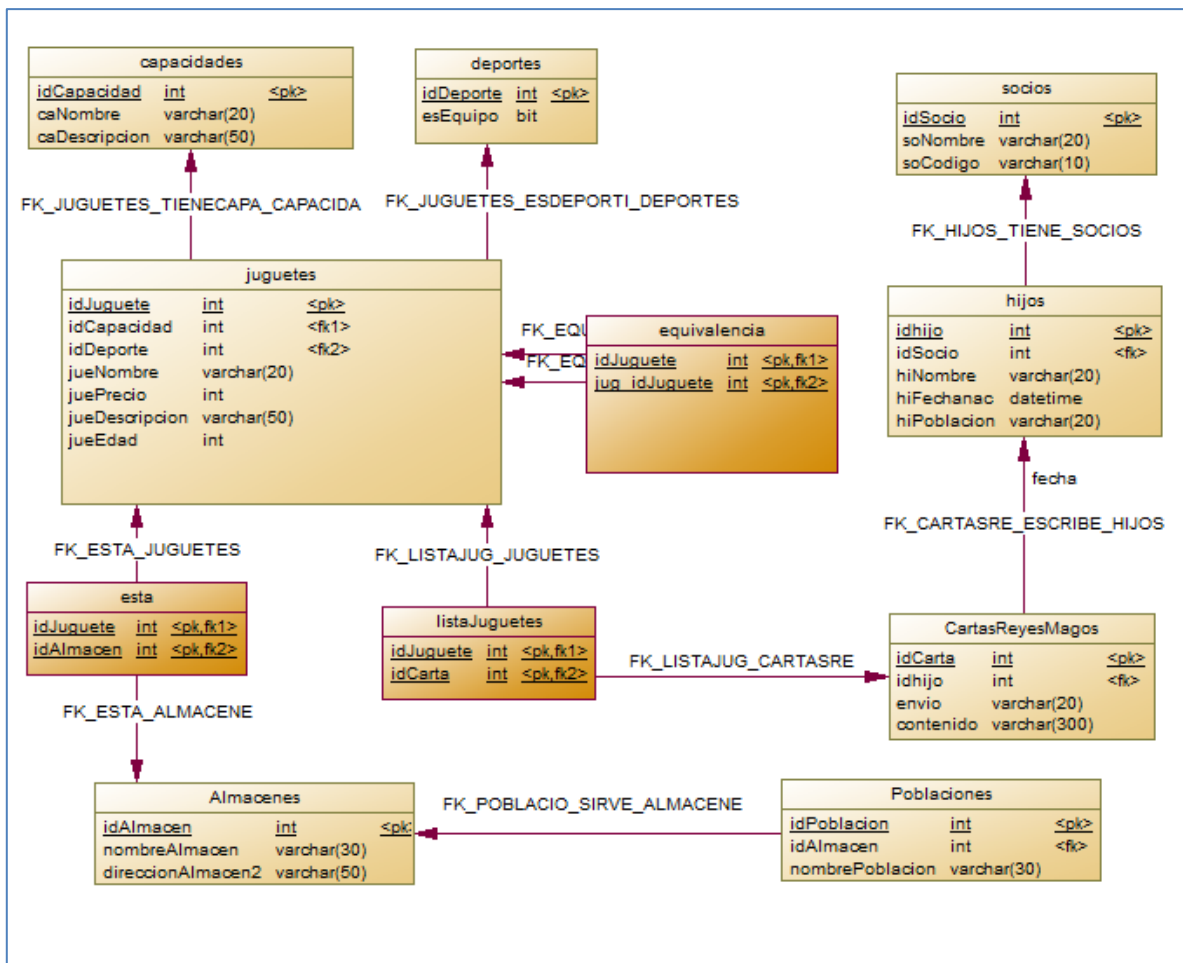 capacidades
idCapacidad int <pk>
caNombre varchar(20)
caDescripcion varchar(50)
deportes
idDeporte int <pk>
esEquipo bit
socios
idSocio int <pk>
soNombre varchar(20)
soCodigo varchar(10)
FK_JUGUETES_TIENECAPA_CAPACIDA
FK_JUGUETES_ESDEPORTI_DEPORTES
FK_HIJOS_TIENE_SOCIOS
juguetes
idJuguete int <pk>
idCapacidad int <fk1>
idDeporte int <fk2>
jueNombre varchar(20)
juePrecio int
jueDescripcion varchar(50)
jueEdad int
FK_EQU
FK_EQ
equivalencia
idJuguete int <pk,fk1>
jug_idJuguete int <pk,fk2>
hijos
idhijo int <pk>
idSocio int <fk>
hiNombre varchar(20)
hiFechanac datetime
hiPoblacion varchar(20)
fecha
FK_CARTASRE_ESCRIBE_HIJOS
FK_ESTA_JUGUETES
FK_LISTAJUG_JUGUETES
esta
idJuguete int <pk,fk1>
idAlmacen int <pk,fk2>
listaJuguetes
idJuguete int <pk,fk1>
idCarta int <pk,fk2>
FK_LISTAJUG_CARTASRE
CartasReyesMagos
idCarta int <pk>
idhijo int <fk>
envio varchar(20)
contenido varchar(300)
FK_ESTA_ALMACENE
Almacenes
idAlmacen int <pk>
nombreAlmacen varchar(30)
direccionAlmacen2 varchar(50)
FK_POBLACIO_SIRVE_ALMACENE
Poblaciones
idPoblacion int <pk>
idAlmacen int <fk>
nombrePoblacion varchar(30)